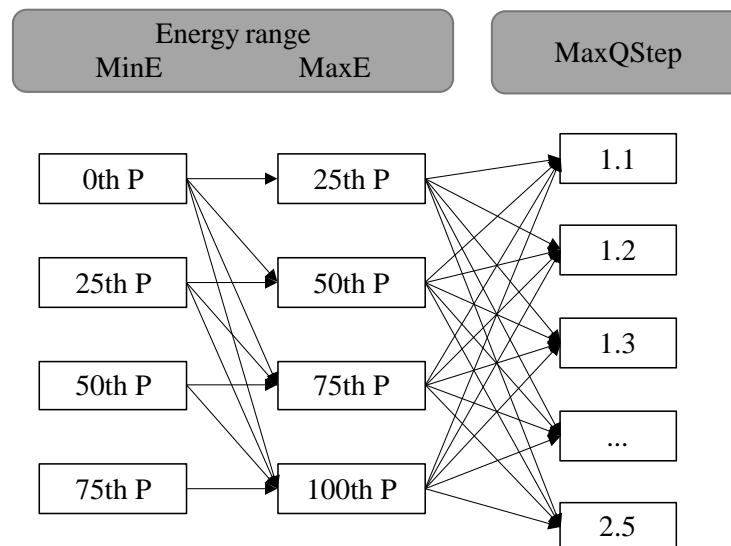 Energy range
MinE MaxE
MaxQStep
0th P
25th P
50th P
75th P
25th P
50th P
75th P
100th P
1.1
1.2
1.3
...
2.5